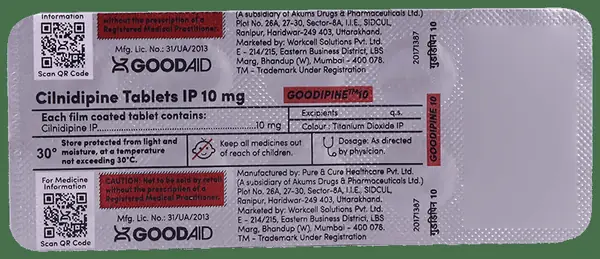 Information
Scan QR Code
without the prescription of a
Registered Medical Practitioner.
Mfg. Lic. No.: 31/UA/2013
GOODAID
(A subsidiary of Akums Drugs & Pharmaceuticals Ltd.)
Plot No. 26A, 27-30, Sector-8A, I.I.E., SIDCUL,
Ranipur, Haridwar-249 403, Uttarakhand.
Marketed by: Workcell Solutions Pvt. Ltd.
E - 214/215, Eastern Business District, LBS
Marg, Bhandup (W), Mumbai - 400 078.
TM - Trademark Under Registration
20171387
गुडडिपिन 10
Cilnidipine Tablets IP 10 mg
GOODIPINE™10
Each film coated tablet contains:
Cilnidipine IP 10 mg
Excipients q.s.
Colour : Titanium Dioxide IP
GOODIPINE 10
30°
Store protected from light and
moisture, at a temperature
not exceeding 30°C.
Keep all medicines out
of reach of children.
Dosage: As directed
by physician.
For Medicine
Information
Scan QR Code
CAUTION: Not to be sold by retail
without the prescription of a
Registered Medical Practitioner.
Mfg. Lic. No.: 31/UA/2013
GOODAID
Manufactured by: Pure & Cure Healthcare Pvt. Ltd.
(A subsidiary of Akums Drugs & Pharmaceuticals Ltd.)
Plot No. 26A, 27-30, Sector-8A, I.I.E., SIDCUL,
Ranipur, Haridwar-249 403, Uttarakhand.
Marketed by: Workcell Solutions Pvt. Ltd.
E - 214/215, Eastern Business District, LBS
Marg, Bhandup (W), Mumbai - 400 078.
TM - Trademark Under Registration
20171387
गुडडिपिन 10